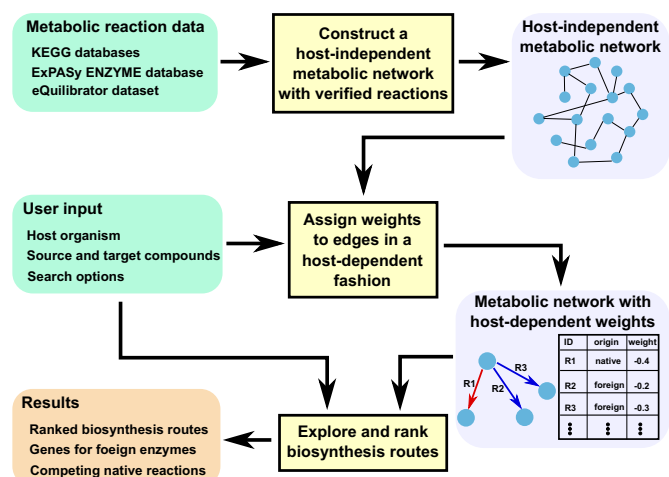 Metabolic reaction data
KEGG databases
ExPASy ENZYME database
eQuilibrator dataset
Construct a
host-independent
metabolic network
with verified reactions
Host-independent
metabolic network
User input
Host organism
Source and target compounds
Search options
Assign weights
to edges in a
host-dependent
fashion
Metabolic network with
host-dependent weights
R1
R2
R3
ID origin weight
R1 native -0.4
R2 foreign -0.2
R3 foreign -0.3
Explore and rank
biosynthesis routes
Results
Ranked biosynthesis routes
Genes for foeign enzymes
Competing native reactions